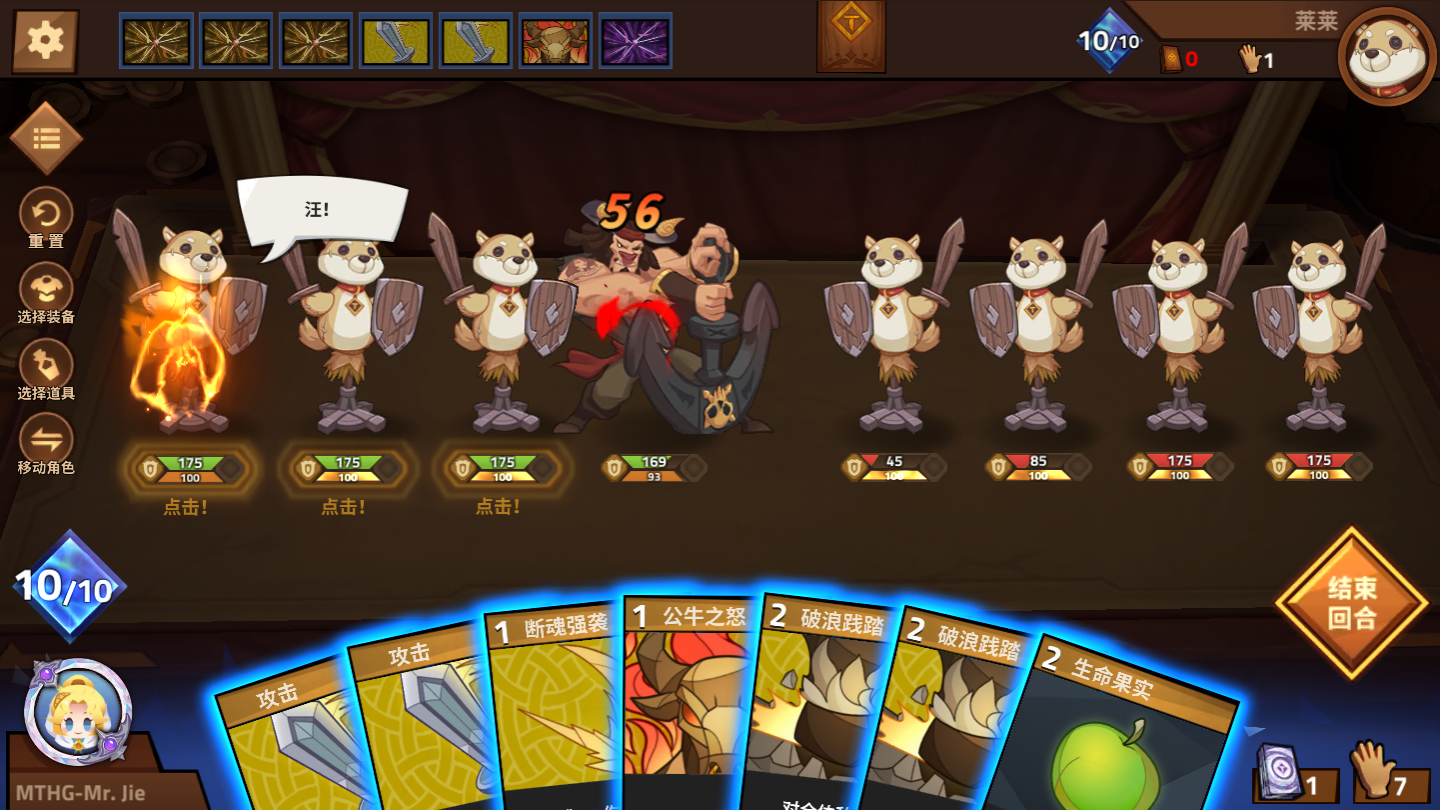 莱莱
10/10
0
1
重置
汪!
56
选择装备
选择道具
移动角色
175
100
175
100
175
100
169
93
45
100
85
100
175
100
175
100
点击!
点击!
点击!
10/10
结束
回合
攻击
攻击
1 断魂强袭
1 公牛之怒
2 破浪践踏
2 破浪践踏
2 生命果实
MTHG-Mr. Jie
1
7